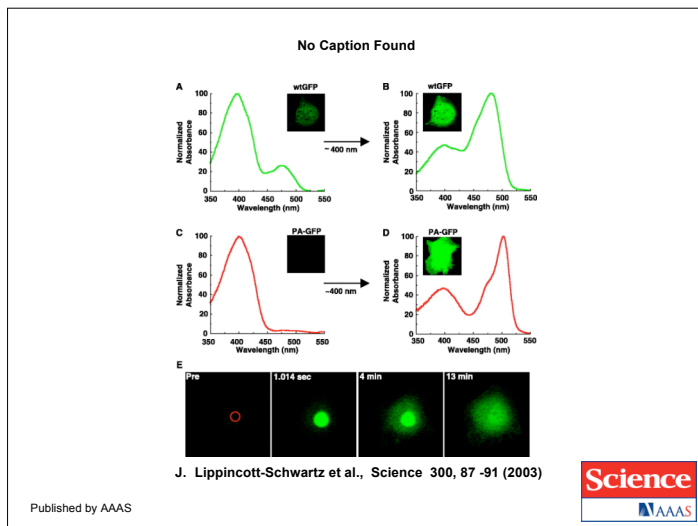 No Caption Found
A
wtGFP
100
80
60
40
20
0
350 400 450 500 550
Normalized
Absorbance
Wavelength (nm)
~ 400 nm
B
wtGFP
100
80
60
40
20
0
350 400 450 500 550
Normalized
Absorbance
Wavelength (nm)
C
PA-GFP
100
80
60
40
20
0
350 400 450 500 550
Normalized
Absorbance
Wavelength (nm)
~400 nm
D
PA-GFP
100
80
60
40
20
0
350 400 450 500 550
Normalized
Absorbance
Wavelength (nm)
E
Pre
1.014 sec
4 min
13 min
J. Lippincott-Schwartz et al., Science 300, 87 -91 (2003)
Published by AAAS
Science
AAAS